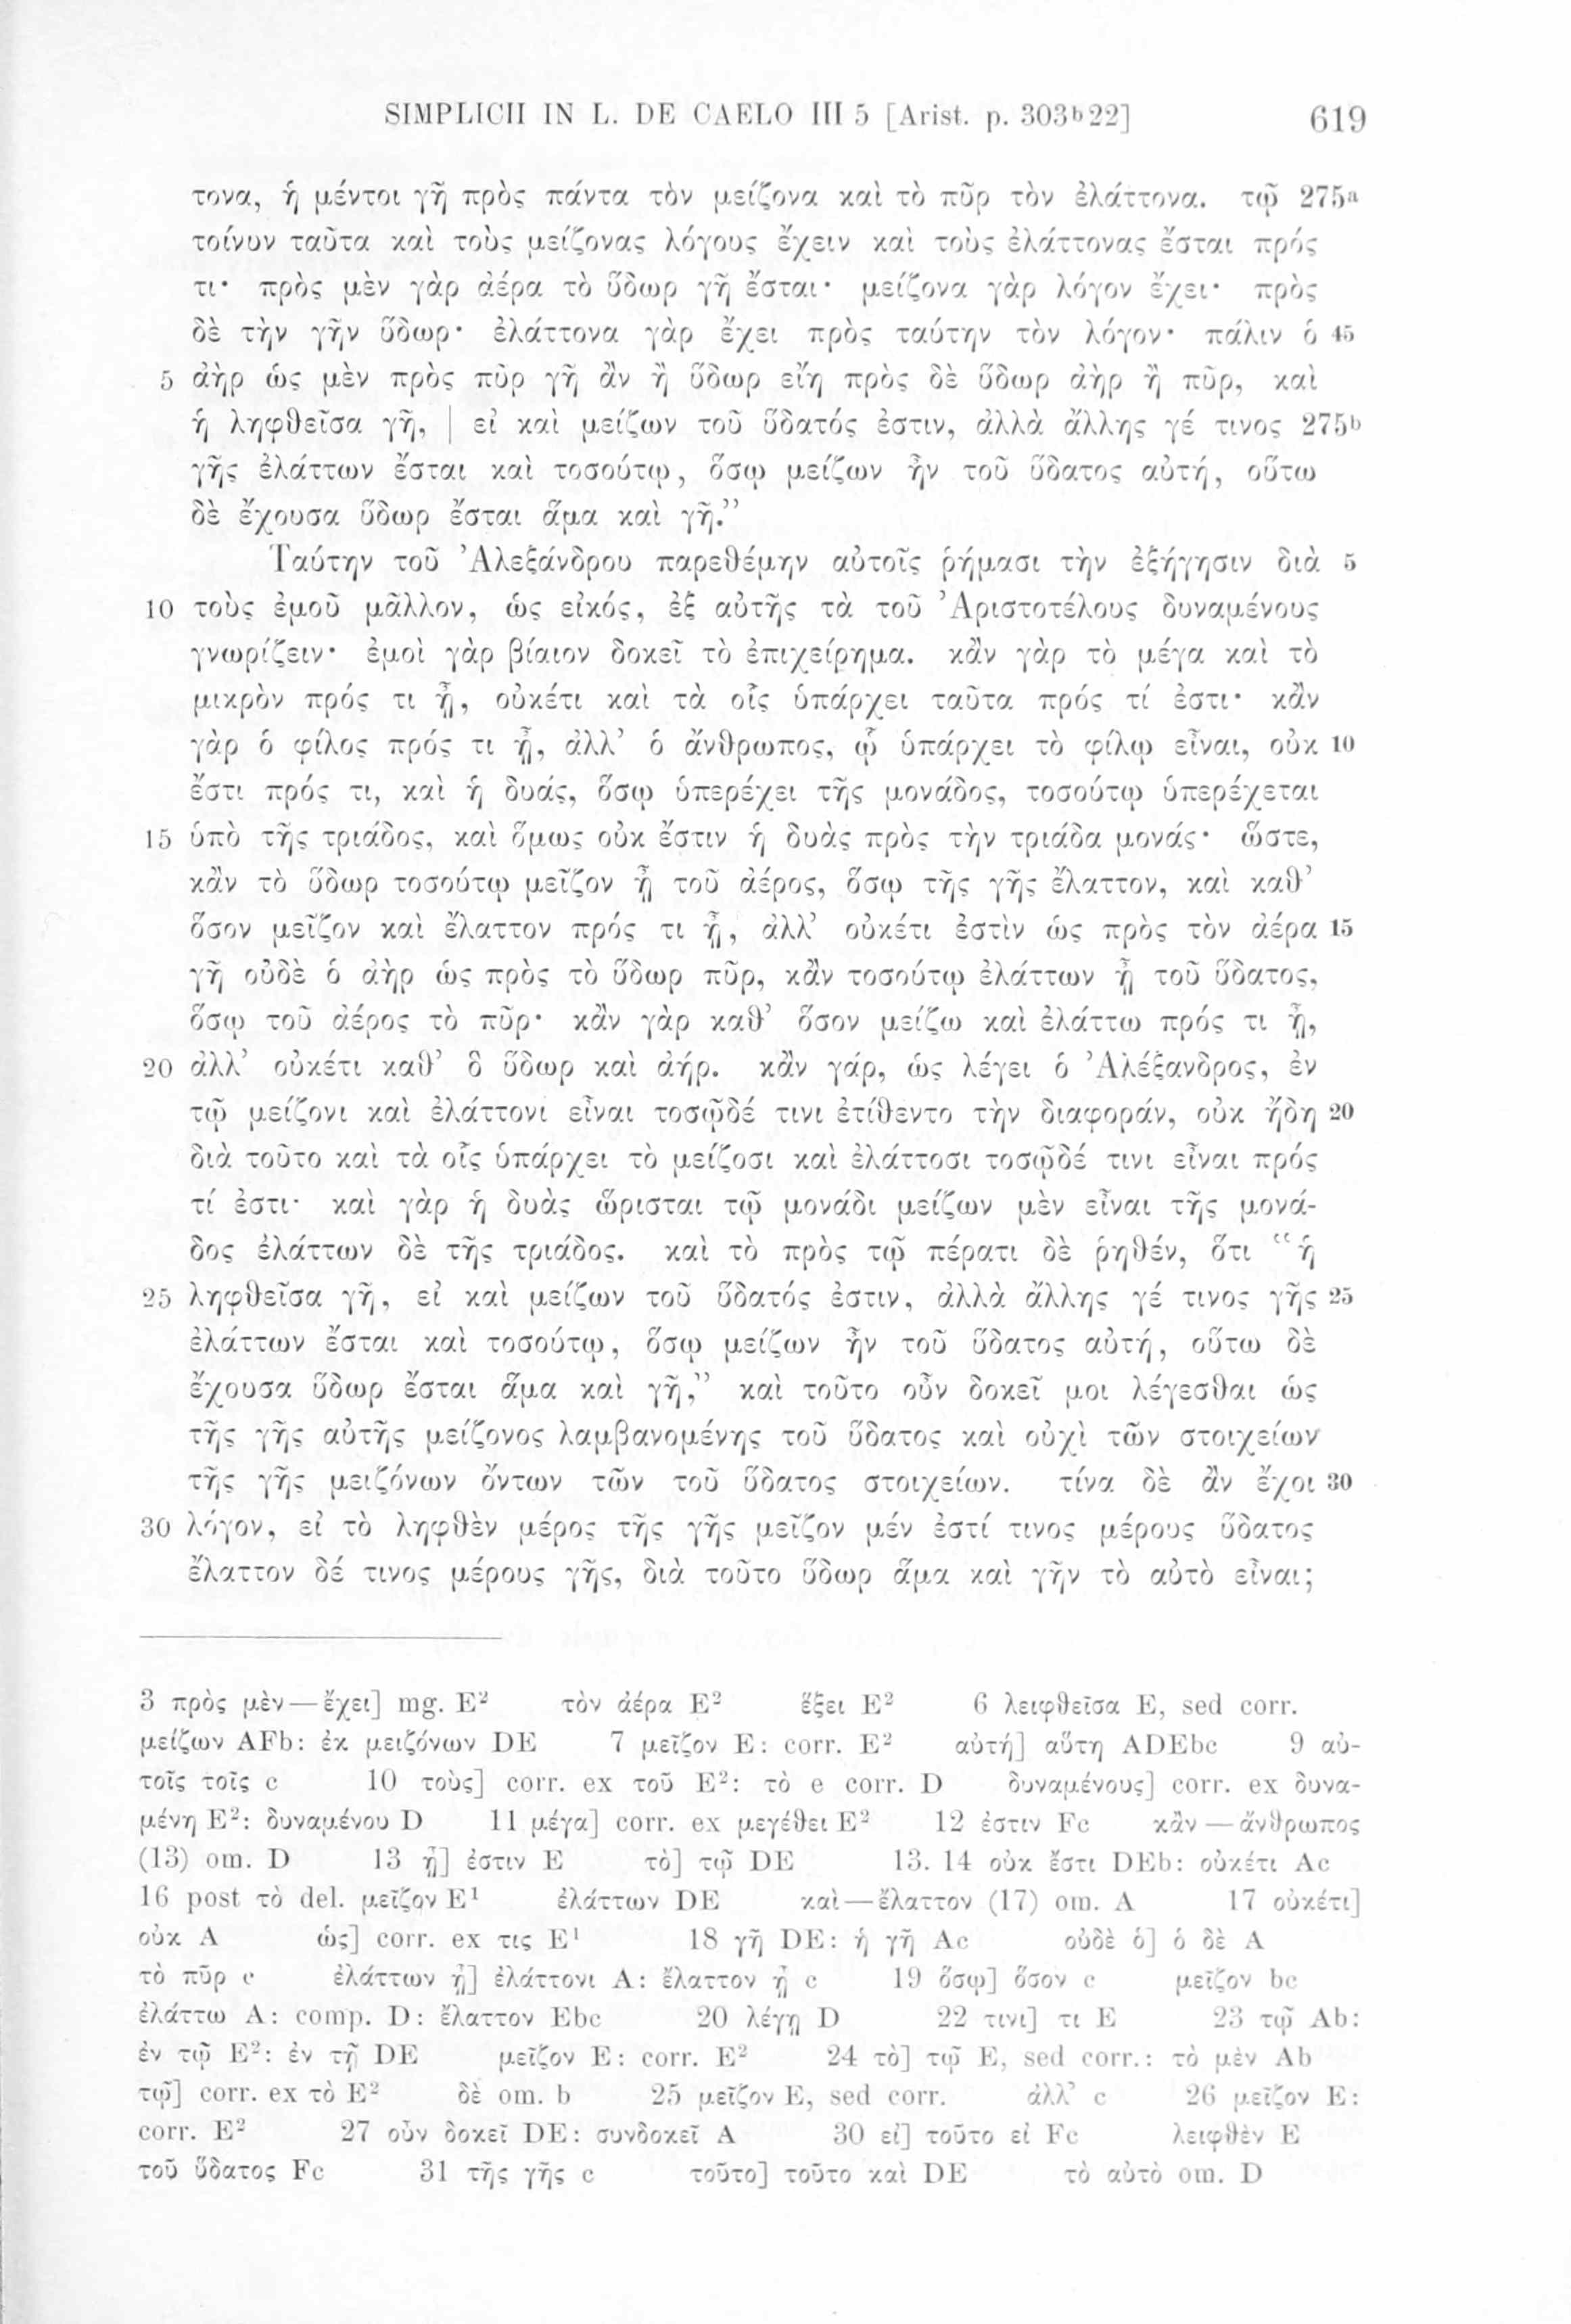 SIMPLICII IN L. DE CAELO III 5 [Arist. p. 303b22] 619
τονα, ἡ μέντοι γῆ πρὸς πάντα τὸν μείζονα καὶ τὸ πῦρ τὸν ἐλάττονα. τῷ 275a
τοίνυν ταῦτα καὶ τοὺς μείζονας λόγους ἔχειν καὶ τοὺς ἐλάττονας ἔσται πρός
τι· πρὸς μὲν γὰρ ἀέρα τὸ ὕδωρ γῆ ἔσται· μείζονα γὰρ λόγον ἔχει· πρὸς
δὲ τὴν γῆν ὕδωρ· ἐλάττονα γὰρ ἔχει πρὸς ταύτην τὸν λόγον· πάλιν ὁ 45
5 ἀὴρ ὡς μὲν πρὸς πῦρ γῆ ἂν ἢ ὕδωρ εἴη πρὸς δὲ ὕδωρ ἀὴρ ἢ πῦρ, καὶ
ἡ ληφθεῖσα γῆ, | εἰ καὶ μείζων τοῦ ὕδατός ἐστιν, ἀλλὰ ἄλλης γέ τινος 275b
γῆς ἐλάττων ἔσται καὶ τοσούτῳ, ὅσῳ μείζων ἦν τοῦ ὕδατος αὐτή, οὕτω
δὲ ἔχουσα ὕδωρ ἔσται ἅμα καὶ γῆ.”
Ταύτην τοῦ Ἀλεξάνδρου παρεθέμην αὐτοῖς ῥήμασι τὴν ἐξήγησιν διὰ 5
10 τοὺς ἐμοῦ μᾶλλον, ὡς εἰκός, ἐξ αὐτῆς τὰ τοῦ Ἀριστοτέλους δυναμένους
γνωρίζειν· ἐμοὶ γὰρ βίαιον δοκεῖ τὸ ἐπιχείρημα. κἂν γὰρ τὸ μέγα καὶ τὸ
μικρὸν πρός τι ᾖ, οὐκέτι καὶ τὰ οἷς ὑπάρχει ταῦτα πρός τί ἐστι· κἂν
γὰρ ὁ φίλος πρός τι ᾖ, ἀλλ’ ὁ ἄνθρωπος, ᾧ ὑπάρχει τὸ φίλῳ εἶναι, οὐκ 10
ἔστι πρός τι, καὶ ἡ δυάς, ὅσῳ ὑπερέχει τῆς μονάδος, τοσούτῳ ὑπερέχεται
15 ὑπὸ τῆς τριάδος, καὶ ὅμως οὐκ ἔστιν ἡ δυὰς πρὸς τὴν τριάδα μονάς· ὥστε,
κἂν τὸ ὕδωρ τοσούτῳ μεῖζον ᾖ τοῦ ἀέρος, ὅσῳ τῆς γῆς ἔλαττον, καὶ καθ’
ὅσον μεῖζον καὶ ἔλαττον πρός τι ᾖ, ἀλλ’ οὐκέτι ἐστὶν ὡς πρὸς τὸν ἀέρα 15
γῆ οὐδὲ ὁ ἀὴρ ὡς πρὸς τὸ ὕδωρ πῦρ, κἂν τοσούτῳ ἐλάττων ᾖ τοῦ ὕδατος,
ὅσῳ τοῦ ἀέρος τὸ πῦρ· κἂν γὰρ καθ’ ὅσον μείζω καὶ ἐλάττω πρός τι ᾖ,
20 ἀλλ’ οὐκέτι καθ’ ὃ ὕδωρ καὶ ἀήρ. κἂν γάρ, ὡς λέγει ὁ Ἀλέξανδρος, ἐν
τῷ μείζονι καὶ ἐλάττονι εἶναι τοσῷδέ τινι ἐτίθεντο τὴν διαφοράν, οὐκ ἤδη 20
διὰ τοῦτο καὶ τὰ οἷς ὑπάρχει τὸ μείζοσι καὶ ἐλάττοσι τοσῷδέ τινι εἶναι πρός
τί ἐστι· καὶ γὰρ ἡ δυὰς ὥρισται τῷ μονάδι μείζων μὲν εἶναι τῆς μονά-
δος ἐλάττων δὲ τῆς τριάδος. καὶ τὸ πρὸς τῷ πέρατι δὲ ῥηθέν, ὅτι “ἡ
25 ληφθεῖσα γῆ, εἰ καὶ μείζων τοῦ ὕδατός ἐστιν, ἀλλὰ ἄλλης γέ τινος γῆς 25
ἐλάττων ἔσται καὶ τοσούτῳ, ὅσῳ μείζων ἦν τοῦ ὕδατος αὐτή, οὕτω δὲ
ἔχουσα ὕδωρ ἔσται ἅμα καὶ γῆ,” καὶ τοῦτο οὖν δοκεῖ μοι λέγεσθαι ὡς
τῆς γῆς αὐτῆς μείζονος λαμβανομένης τοῦ ὕδατος καὶ οὐχὶ τῶν στοιχείων
τῆς γῆς μειζόνων ὄντων τῶν τοῦ ὕδατος στοιχείων. τίνα δὲ ἂν ἔχοι 30
30 λόγον, εἰ τὸ ληφθὲν μέρος τῆς γῆς μεῖζον μέν ἐστί τινος μέρους ὕδατος
ἔλαττον δέ τινος μέρους γῆς, διὰ τοῦτο ὕδωρ ἅμα καὶ γῆν τὸ αὐτὸ εἶναι;
3 πρὸς μὲν—ἔχει] mg. E² τὸν ἀέρα E² ἕξει E² 6 λειφθεῖσα E, sed corr.
μείζων AFb: ἐκ μειζόνων DE 7 μεῖζον E: corr. E² αὐτή] αὕτη ADEbc 9 αὐ-
τοῖς τοῖς c 10 τοὺς] corr. ex τοῦ E²: τὸ e corr. D δυναμένους] corr. ex δυνα-
μένη E²: δυναμένου D 11 μέγα] corr. ex μεγέθει E² 12 ἐστιν Fc κἂν—ἄνθρωπος
(13) om. D 13 ᾖ] ἐστιν E τὸ] τῷ DE 13. 14 οὐκ ἔστι DEb: οὐκέτι Ac
16 post τὸ del. μεῖζον E¹ ἐλάττων DE καὶ—ἔλαττον (17) om. A 17 οὐκέτι]
οὐκ A ὡς] corr. ex τις E¹ 18 γῆ DE: ἡ γῆ Ac οὐδὲ ὁ] ὁ δὲ A
τὸ πῦρ c ἐλάττων ᾖ] ἐλάττονι A: ἔλαττον ᾖ c 19 ὅσῳ] ὅσον c μεῖζον bc
ἐλάττω A: comp. D: ἔλαττον Ebc 20 λέγῃ D 22 τινι] τι E 23 τῷ Ab:
ἐν τῷ E²: ἐν τῇ DE μεῖζον E: corr. E² 24 τὸ] τῷ E, sed corr.: τὸ μὲν Ab
τῷ] corr. ex τὸ E² δὲ om. b 25 μεῖζον E, sed corr. ἀλλ’ c 26 μεῖζον E:
corr. E² 27 οὖν δοκεῖ DE: συνδοκεῖ A 30 εἰ] τοῦτο εἰ Fc λειφθὲν E
τοῦ ὕδατος Fc 31 τῆς γῆς c τοῦτο] τοῦτο καὶ DE τὸ αὐτὸ om. D